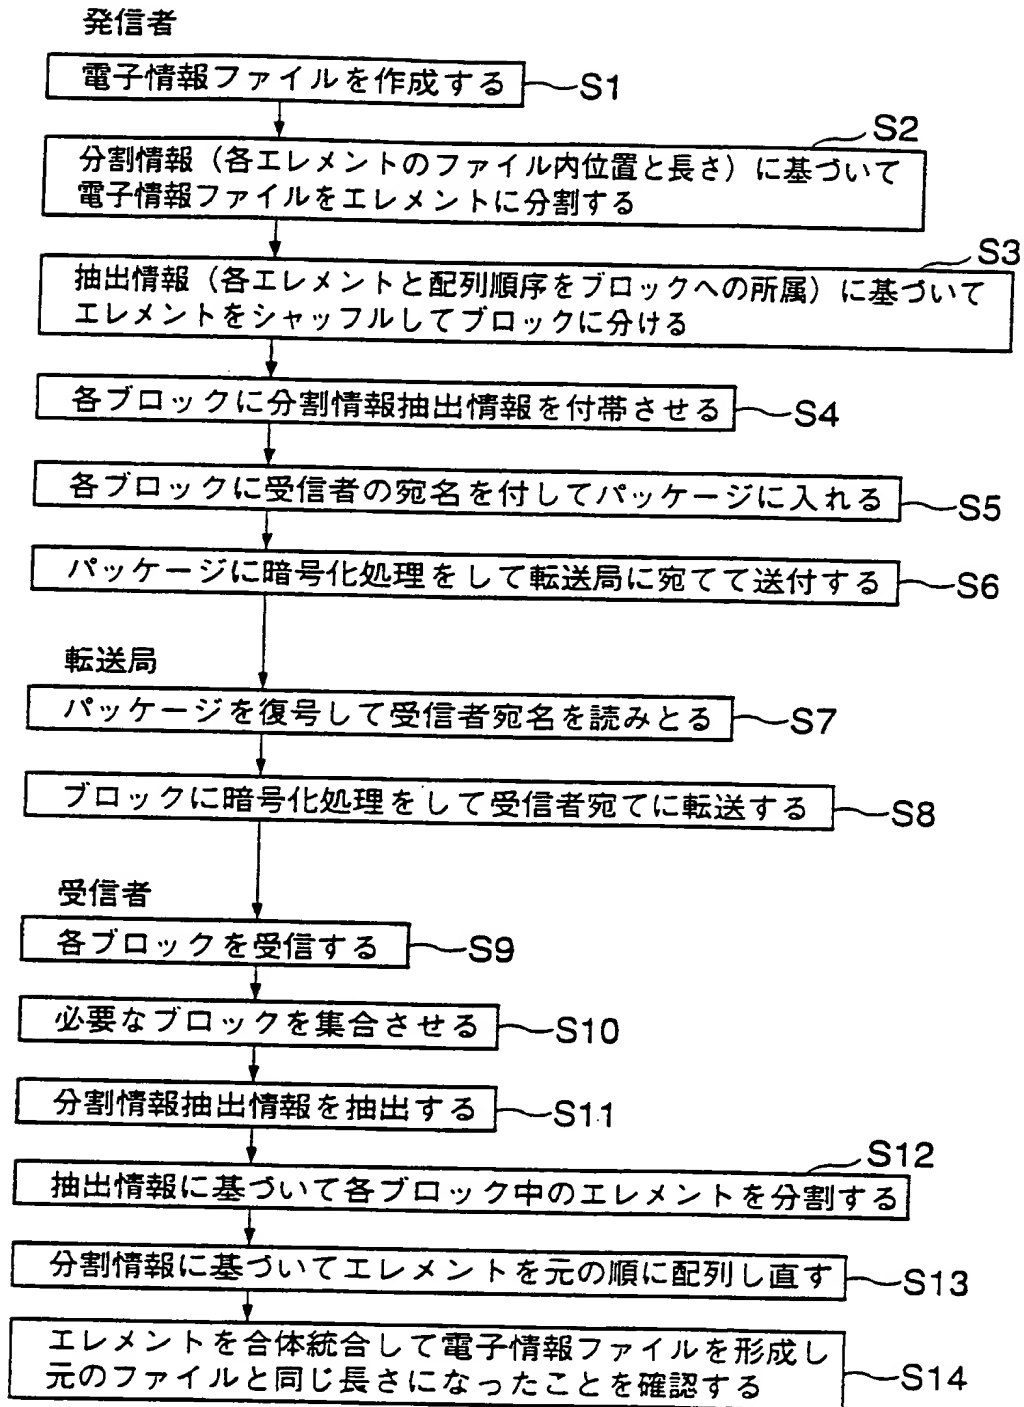 発信者
電子情報ファイルを作成する S1
S2
分割情報（各エレメントのファイル内位置と長さ）に基づいて
電子情報ファイルをエレメントに分割する
S3
抽出情報（各エレメントと配列順序をブロックへの所属）に基づいて
エレメントをシャッフルしてブロックに分ける
各ブロックに分割情報抽出情報を付帯させる S4
各ブロックに受信者の宛名を付してパッケージに入れる S5
パッケージに暗号化処理をして転送局に宛てて送付する S6
転送局
パッケージを復号して受信者宛名を読みとる S7
ブロックに暗号化処理をして受信者宛てに転送する S8
受信者
各ブロックを受信する S9
必要なブロックを集合させる S10
分割情報抽出情報を抽出する S11
S12
抽出情報に基づいて各ブロック中のエレメントを分割する
分割情報に基づいてエレメントを元の順に配列し直す S13
エレメントを合体統合して電子情報ファイルを形成し
元のファイルと同じ長さになったことを確認する S14